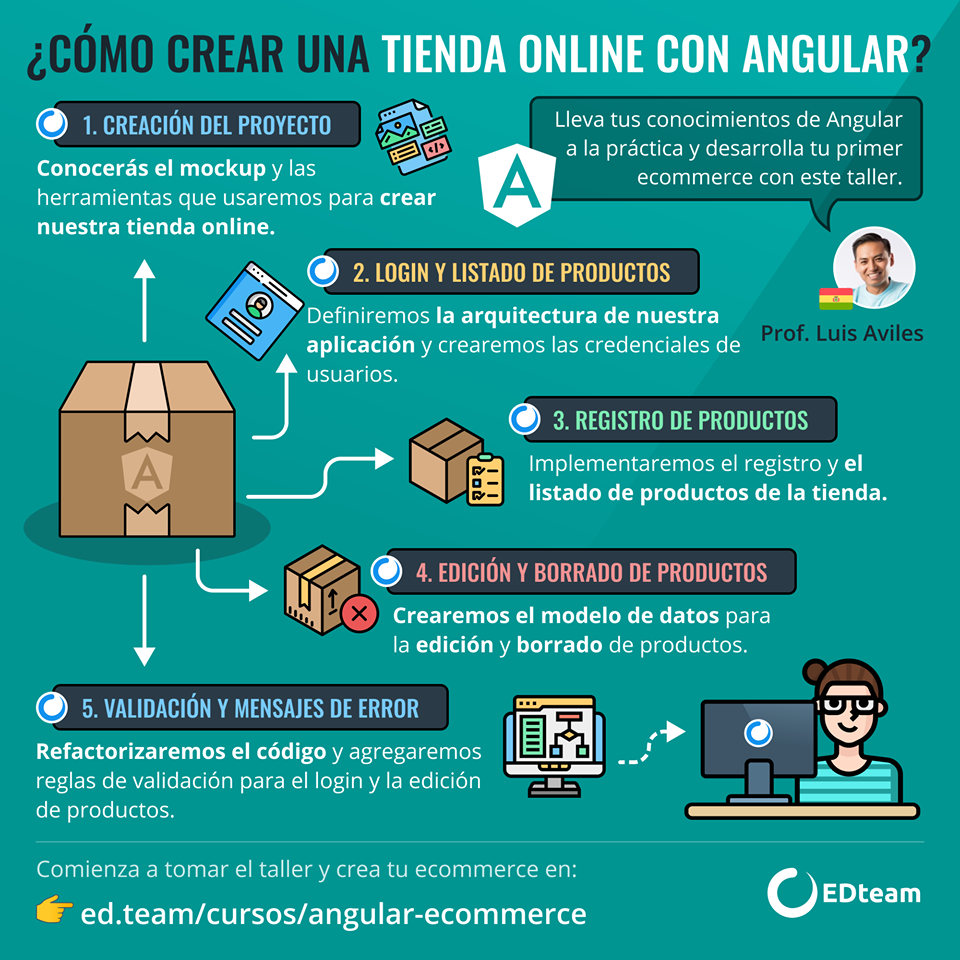 ¿CÓMO CREAR UNA TIENDA ONLINE CON ANGULAR?
1. CREACIÓN DEL PROYECTO
Conocerás el mockup y las
herramientas que usaremos para crear
nuestra tienda online.
A
Lleva tus conocimientos de Angular
a la práctica y desarrolla tu primer
ecommerce con este taller.
Prof. Luis Aviles
2. LOGIN Y LISTADO DE PRODUCTOS
Definiremos la arquitectura de nuestra
aplicación y crearemos las credenciales de
usuarios.
A
3. REGISTRO DE PRODUCTOS
Implementaremos el registro y el
listado de productos de la tienda.
4. EDICIÓN Y BORRADO DE PRODUCTOS
Crearemos el modelo de datos para
la edición y borrado de productos.
5. VALIDACIÓN Y MENSAJES DE ERROR
Refactorizaremos el código y agregaremos
reglas de validación para el login y la edición
de productos.
Comienza a tomar el taller y crea tu ecommerce en:
👉 ed.team/cursos/angular-ecommerce
EDteam